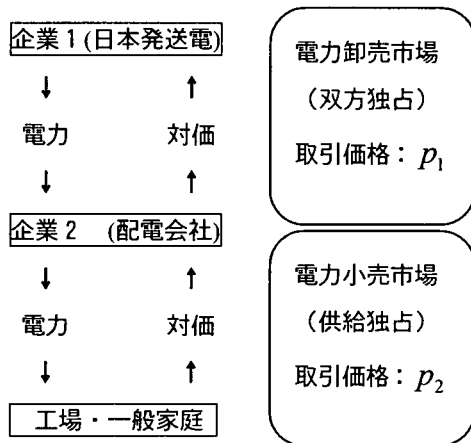 企業1(日本発送電)
↓ ↑
電力 対価
↓ ↑
企業2 (配電会社)
↓ ↑
電力 対価
↓ ↑
工場・一般家庭
電力卸売市場
(双方独占)
取引価格: p₁
電力小売市場
(供給独占)
取引価格: p₂